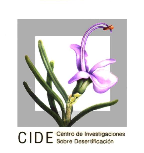 CIDE
Centro de Investigaciones
Sobre Desertificación